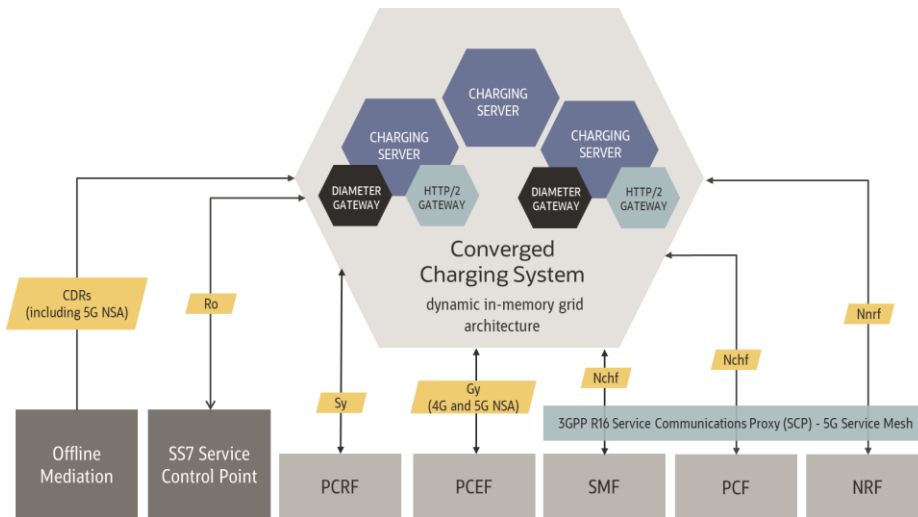 CHARGING
SERVER
CHARGING
SERVER
CHARGING
SERVER
DIAMETER
GATEWAY
HTTP/2
GATEWAY
DIAMETER
GATEWAY
HTTP/2
GATEWAY
Converged
Charging System
dynamic in-memory grid
architecture
CDRs
(including 5G NSA)
Ro
Sy
Gy
(4G and 5G NSA)
Nchf
Nchf
Nnrf
3GPP R16 Service Communications Proxy (SCP) - 5G Service Mesh
Offline
Mediation
SS7 Service
Control Point
PCRF
PCEF
SMF
PCF
NRF